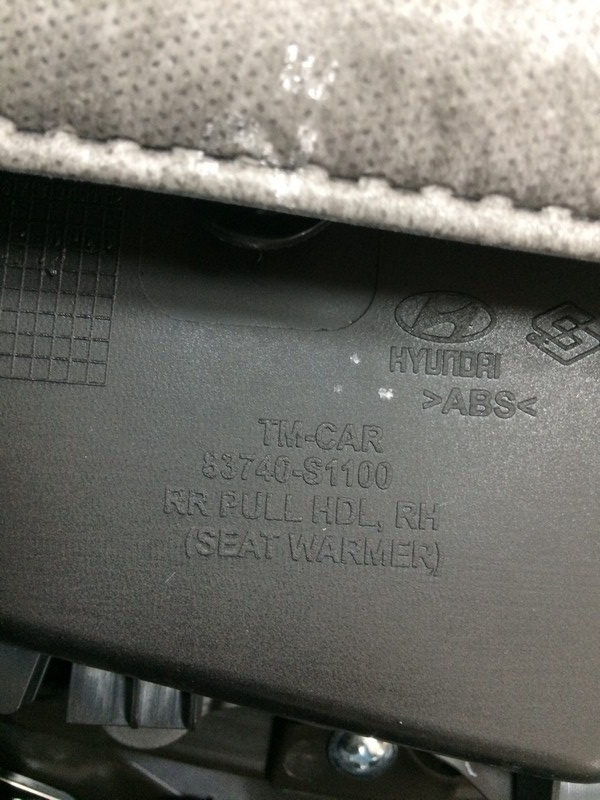 HYUNDAI
>ABS<
TM-CAR
83740-S1100
RR PULL HDL, RH
(SEAT WARMER)